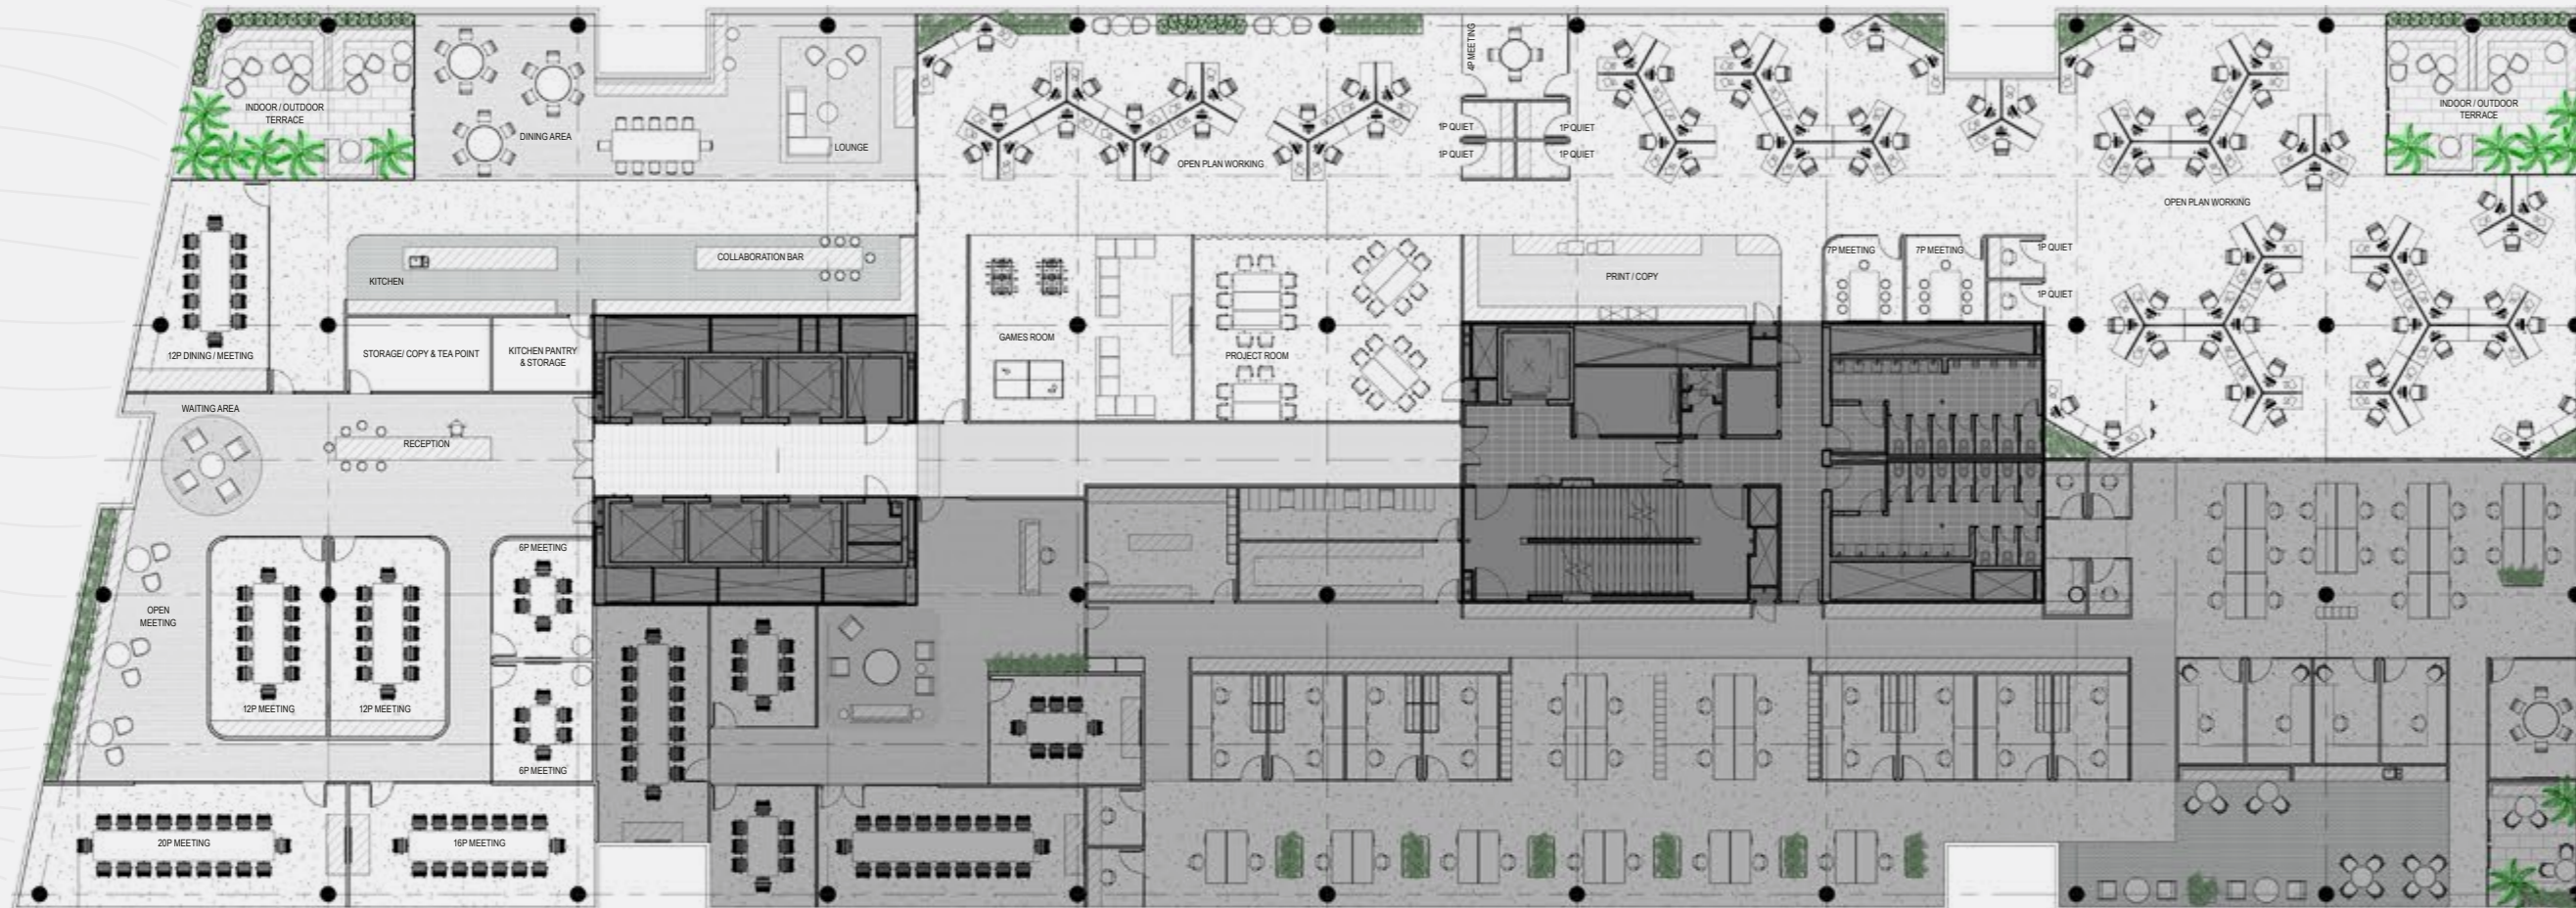 INDOOR / OUTDOOR
TERRACE
DINING AREA
LOUNGE
OPEN PLAN WORKING
4P MEETING
1P QUIET
1P QUIET
1P QUIET
1P QUIET
INDOOR / OUTDOOR
TERRACE
OPEN PLAN WORKING
KITCHEN
COLLABORATION BAR
12P DINING / MEETING
STORAGE/ COPY & TEA POINT
KITCHEN PANTRY
& STORAGE
GAMES ROOM
PROJECT ROOM
PRINT / COPY
7P MEETING
7P MEETING
1P QUIET
1P QUIET
WAITING AREA
RECEPTION
OPEN
MEETING
12P MEETING
12P MEETING
6P MEETING
6P MEETING
20P MEETING
16P MEETING